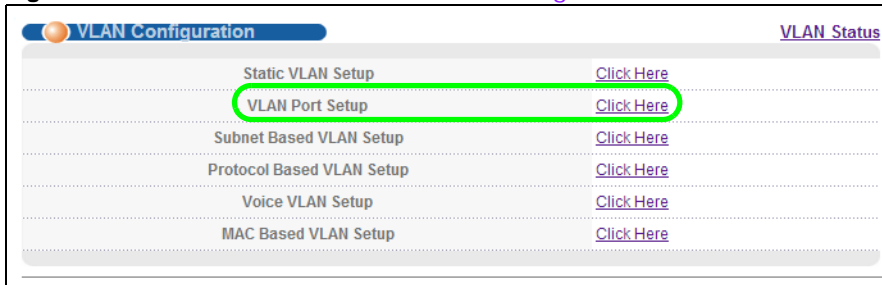 VLAN Configuration VLAN Status
Static VLAN Setup Click Here
VLAN Port Setup Click Here
Subnet Based VLAN Setup Click Here
Protocol Based VLAN Setup Click Here
Voice VLAN Setup Click Here
MAC Based VLAN Setup Click Here